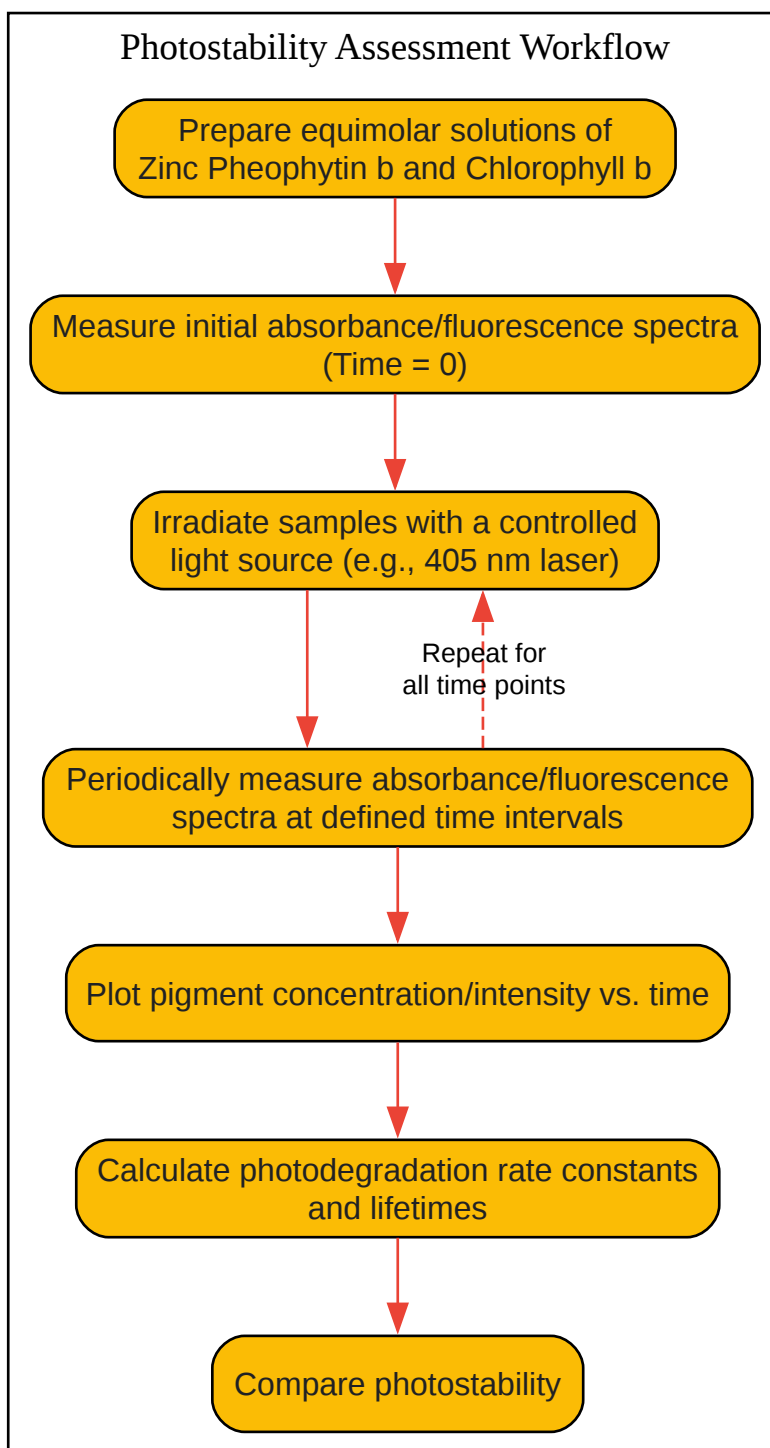 Photostability Assessment Workflow
Prepare equimolar solutions of
Zinc Pheophytin b and Chlorophyll b
Measure initial absorbance/fluorescence spectra
(Time = 0)
Irradiate samples with a controlled
light source (e.g., 405 nm laser)
Repeat for
all time points
Periodically measure absorbance/fluorescence
spectra at defined time intervals
Plot pigment concentration/intensity vs. time
Calculate photodegradation rate constants
and lifetimes
Compare photostability